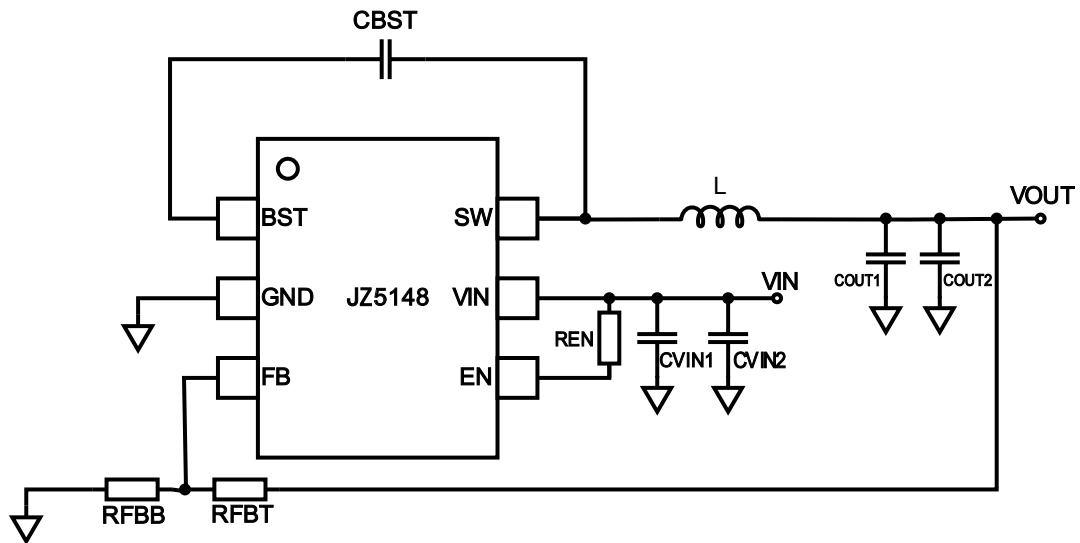 CBST
BST
SW
L
VOUT
COUT1
COUT2
GND
JZ5148
VIN
VIN
REN
CVIN1
CVIN2
FB
EN
RFBB
RFBT